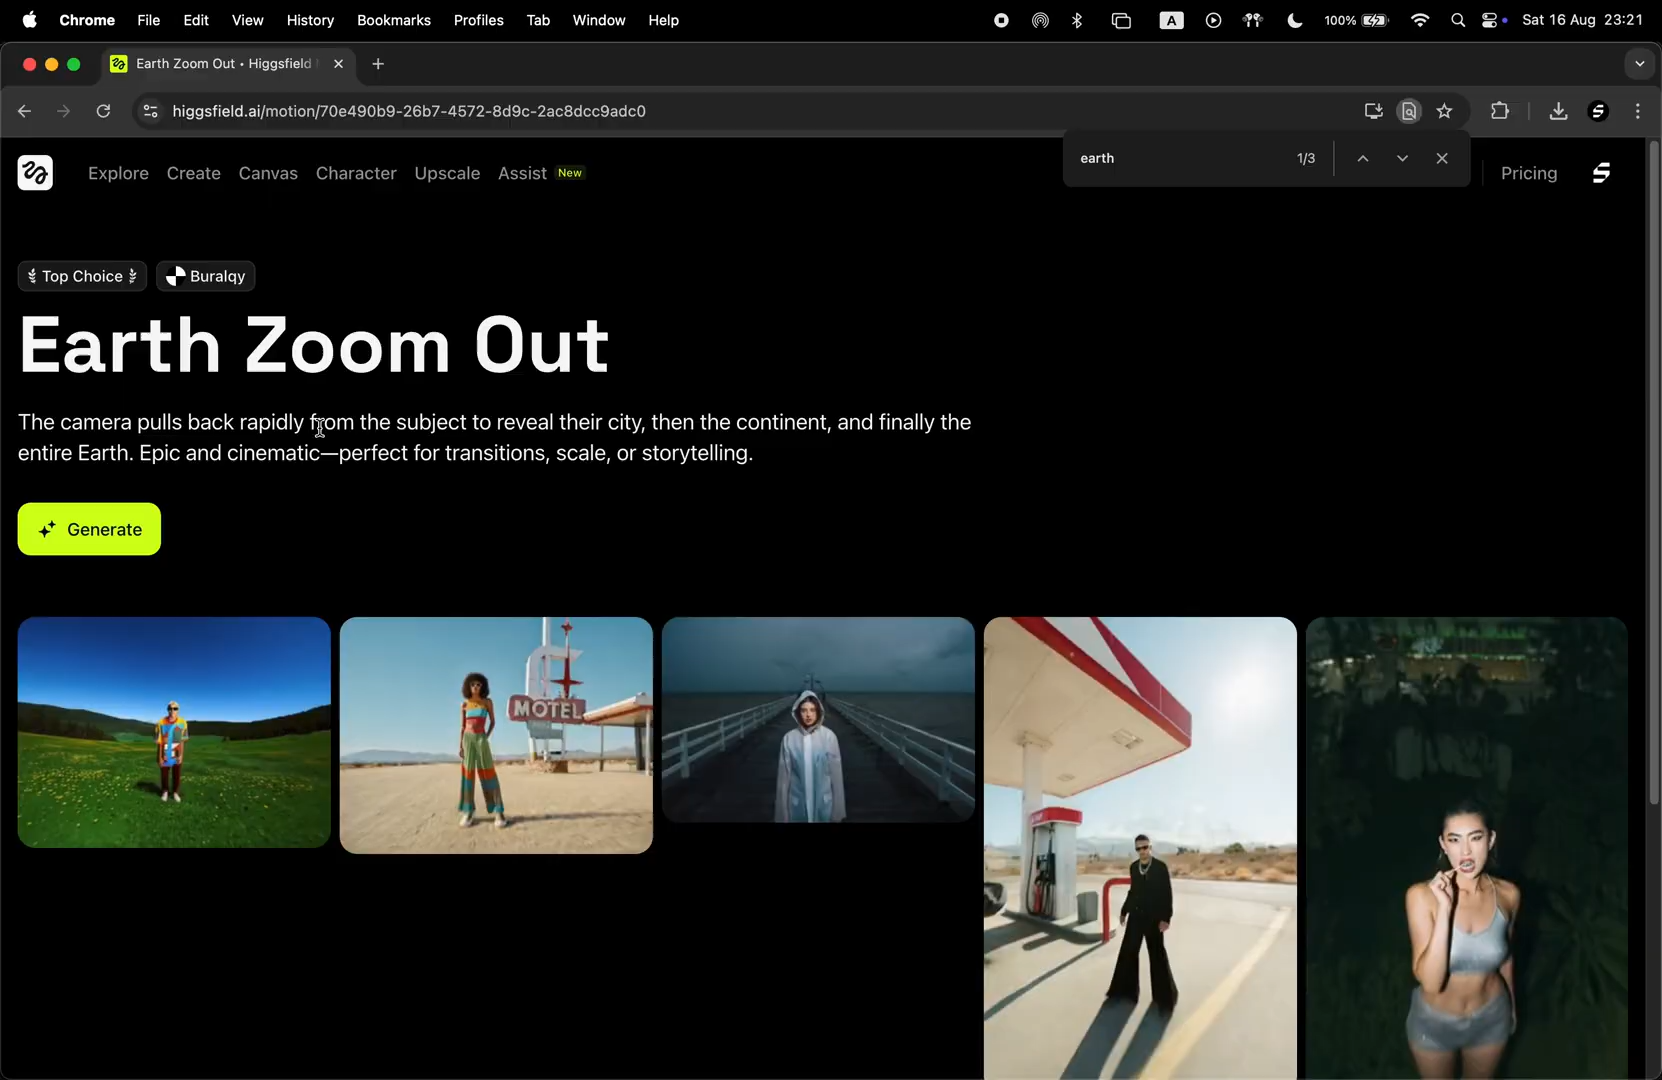 Chrome File Edit View History Bookmarks Profiles Tab Window Help A 100% Sat 16 Aug 23:21
Earth Zoom Out • Higgsfield
higgsfield.ai/motion/70e490b9-26b7-4572-8d9c-2ac8dcc9adc0
earth 1/3
Explore Create Canvas Character Upscale Assist New Pricing
Top Choice Buralqy
Earth Zoom Out
The camera pulls back rapidly from the subject to reveal their city, then the continent, and finally the
entire Earth. Epic and cinematic—perfect for transitions, scale, or storytelling.
Generate
MOTEL